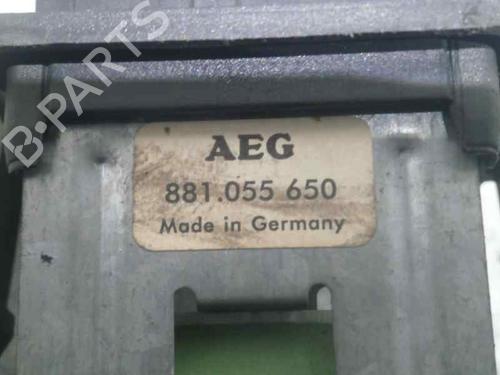 B-PARTS
AEG
881.055 650
Made in Germany